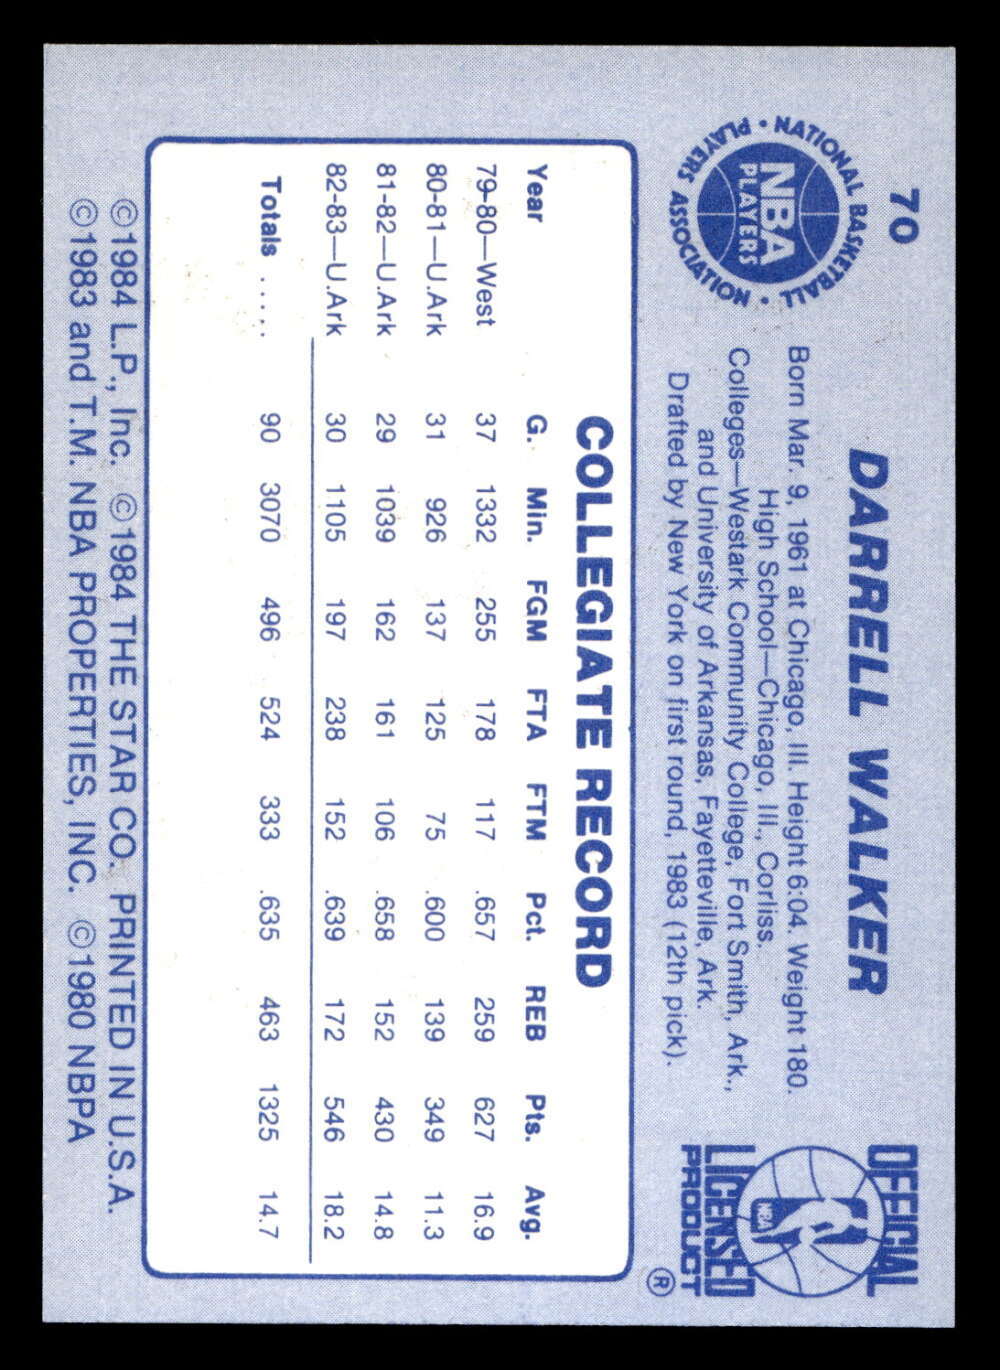 70
NATIONAL BASKETBALL
PLAYERS ASSOCIATION
NBA
PLAYERS
DARRELL WALKER
Born Mar. 9, 1961 at Chicago, Ill. Height 6:04. Weight 180.
High School—Chicago, Ill., Corliss.
Colleges—Westark Community College, Fort Smith, Ark.,
and University of Arkansas, Fayetteville, Ark.
Drafted by New York on first round, 1983 (12th pick).
OFFICIAL
NBA
LICENSED
PRODUCT
®
COLLEGIATE RECORD
Year G. Min. FGM FTA FTM Pct. REB Pts. Avg.
79-80—West 37 1332 255 178 117 .657 259 627 16.9
80-81—U.Ark 31 926 137 125 75 .600 139 349 11.3
81-82—U.Ark 29 1039 162 161 106 .658 152 430 14.8
82-83—U.Ark 30 1105 197 238 152 .639 172 546 18.2
Totals ...... 90 3070 496 524 333 .635 463 1325 14.7
©1984 L.P., Inc. ©1984 THE STAR CO. PRINTED IN U.S.A.
©1983 and T.M. NBA PROPERTIES, INC. ©1980 NBPA